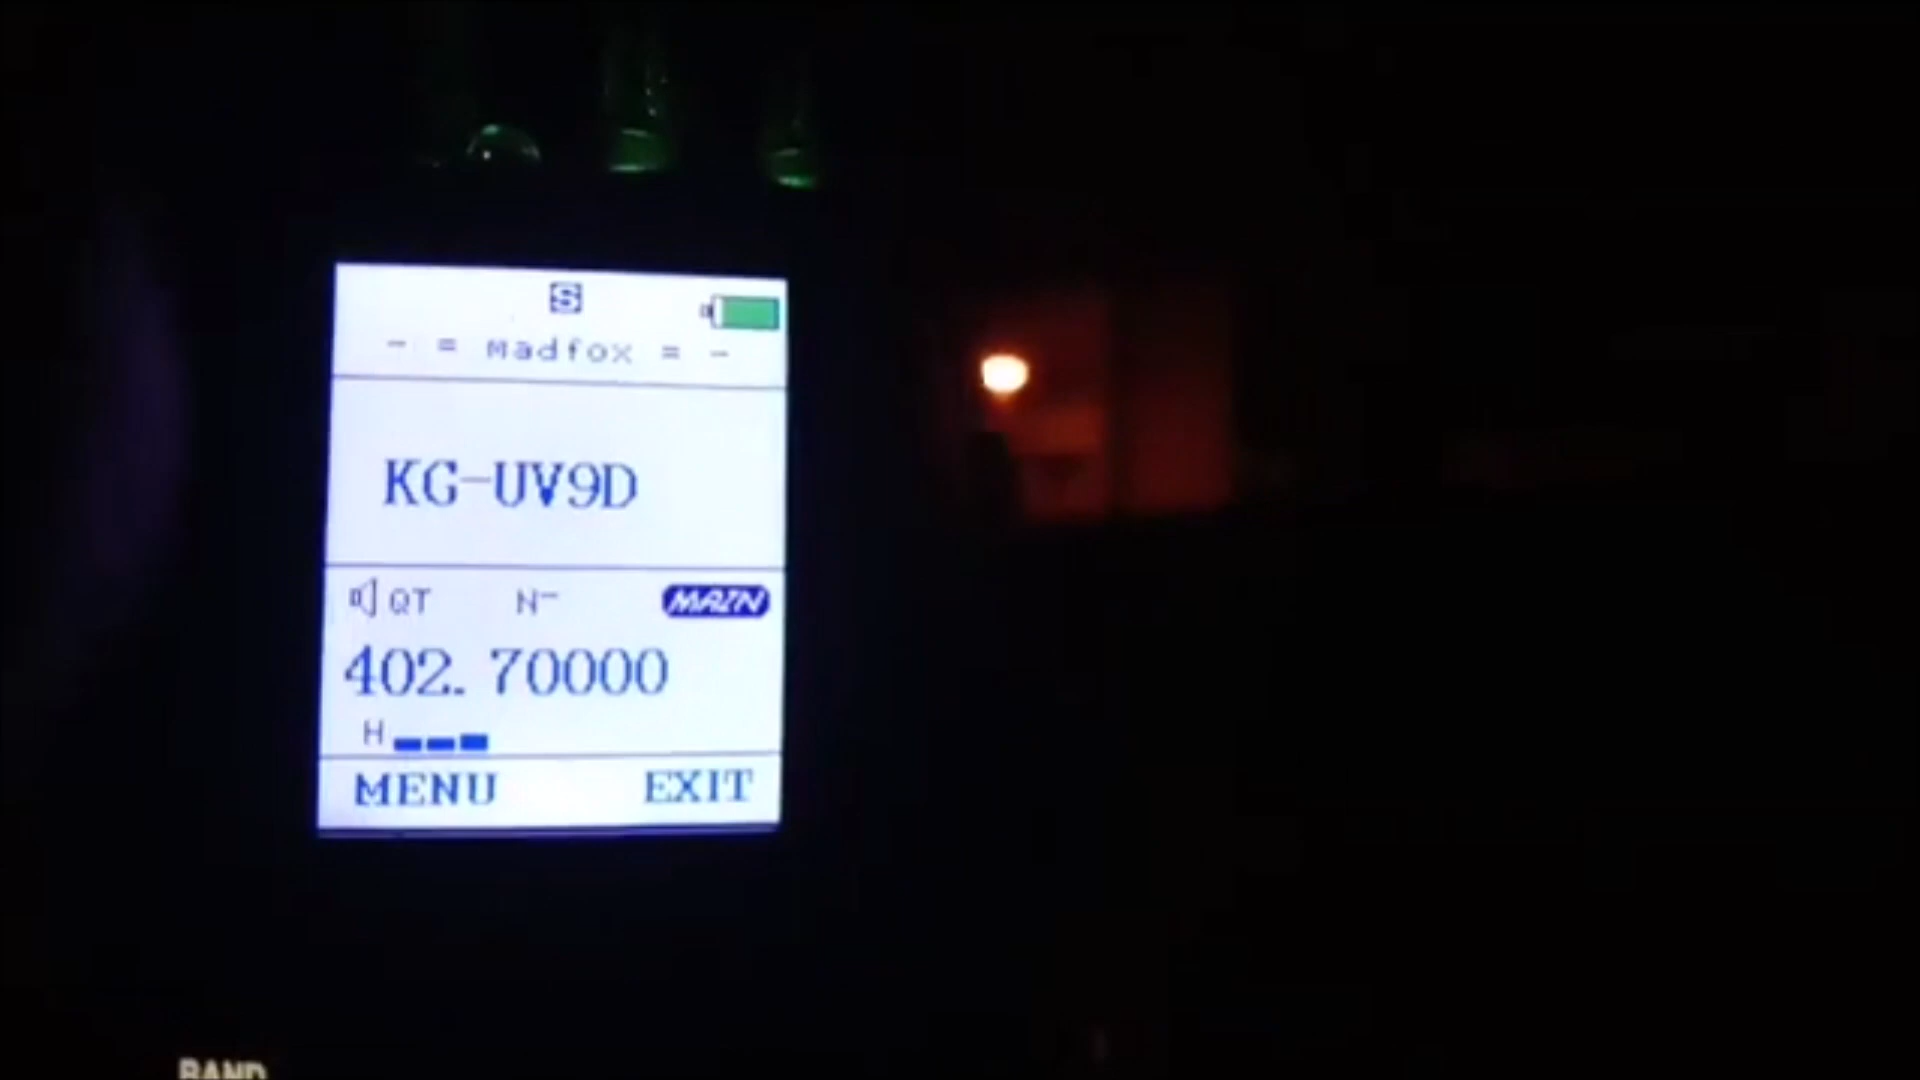 S
- = Madfox = -
KG-UV9D
QT N- MAIN
402.70000
H
MENU EXIT
BAND